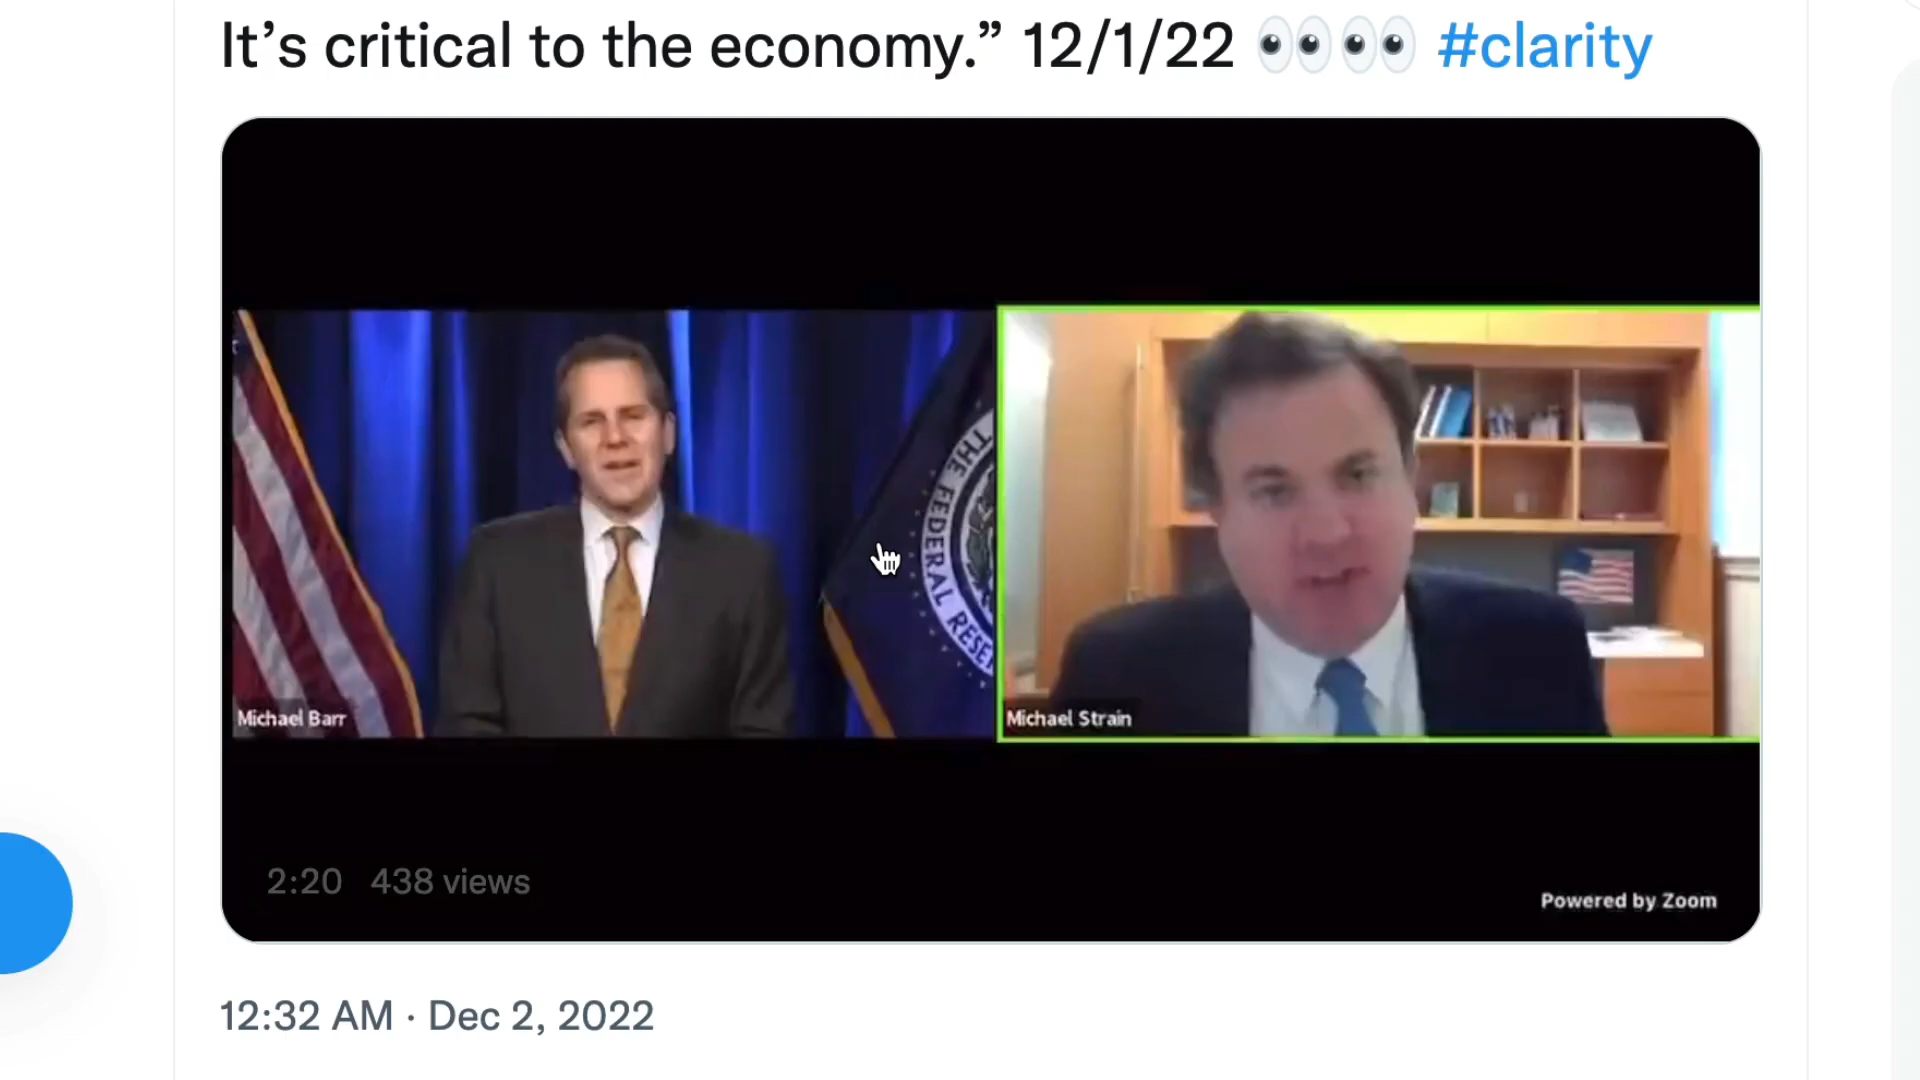 It’s critical to the economy.” 12/1/22 👀👀 #clarity
THE FEDERAL RESE
Michael Barr
Michael Strain
2:20 438 views
Powered by Zoom
12:32 AM · Dec 2, 2022